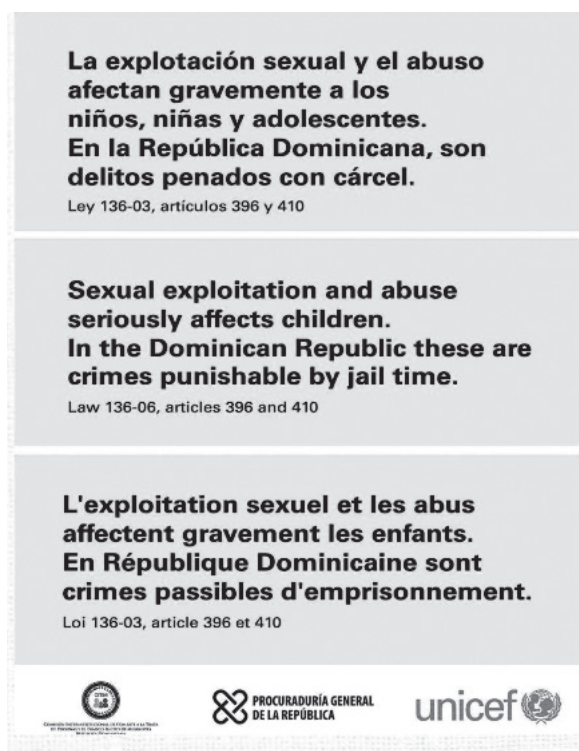 La explotación sexual y el abuso
afectan gravemente a los
niños, niñas y adolescentes.
En la República Dominicana, son
delitos penados con cárcel.
Ley 136-03, artículos 396 y 410
Sexual exploitation and abuse
seriously affects children.
In the Dominican Republic these are
crimes punishable by jail time.
Law 136-06, articles 396 and 410
L'exploitation sexuel et les abus
affectent gravement les enfants.
En République Dominicaine sont
crimes passibles d'emprisonnement.
Loi 136-03, article 396 et 410
PROCURADURÍA GENERAL
DE LA REPÚBLICA
unicef